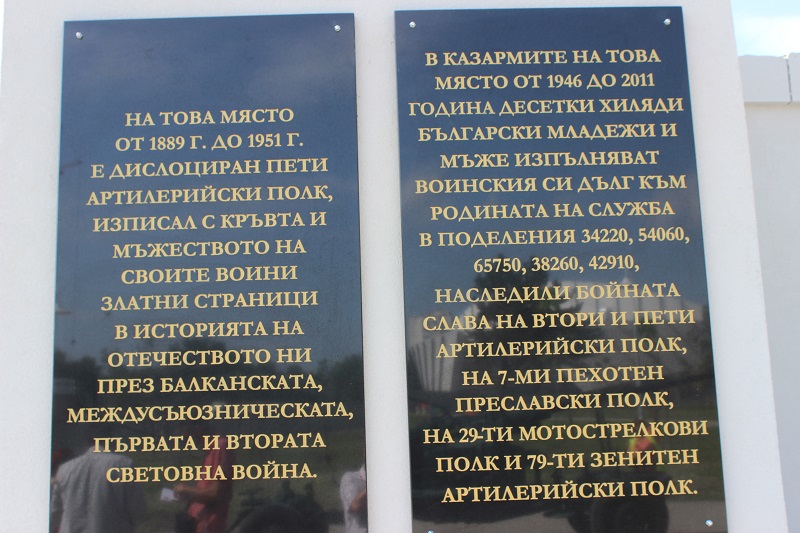 НА ТОВА МЯСТО
ОТ 1889 Г. ДО 1951 Г.
Е ДИСЛОЦИРАН ПЕТИ
АРТИЛЕРИЙСКИ ПОЛК,
ИЗПИСАЛ С КРЪВТА И
МЪЖЕСТВОТО НА
СВОИТЕ ВОИНИ
ЗЛАТНИ СТРАНИЦИ
В ИСТОРИЯТА НА
ОТЕЧЕСТВОТО НИ
ПРЕЗ БАЛКАНСКАТА,
МЕЖДУСЪЮЗНИЧЕСКАТА,
ПЪРВАТА И ВТОРАТА
СВЕТОВНА ВОЙНА.
В КАЗАРМИТЕ НА ТОВА
МЯСТО ОТ 1946 ДО 2011
ГОДИНА ДЕСЕТКИ ХИЛЯДИ
БЪЛГАРСКИ МЛАДЕЖИ И
МЪЖЕ ИЗПЪЛНЯВАТ
ВОИНСКИЯ СИ ДЪЛГ КЪМ
РОДИНАТА НА СЛУЖБА
В ПОДЕЛЕНИЯ 34220, 54060,
65750, 38260, 42910,
НАСЛЕДИЛИ БОЙНАТА
СЛАВА НА ВТОРИ И ПЕТИ
АРТИЛЕРИЙСКИ ПОЛК,
НА 7-МИ ПЕХОТЕН
ПРЕСЛАВСКИ ПОЛК,
НА 29-ТИ МОТОСТРЕЛКОВИ
ПОЛК И 79-ТИ ЗЕНИТЕН
АРТИЛЕРИЙСКИ ПОЛК.